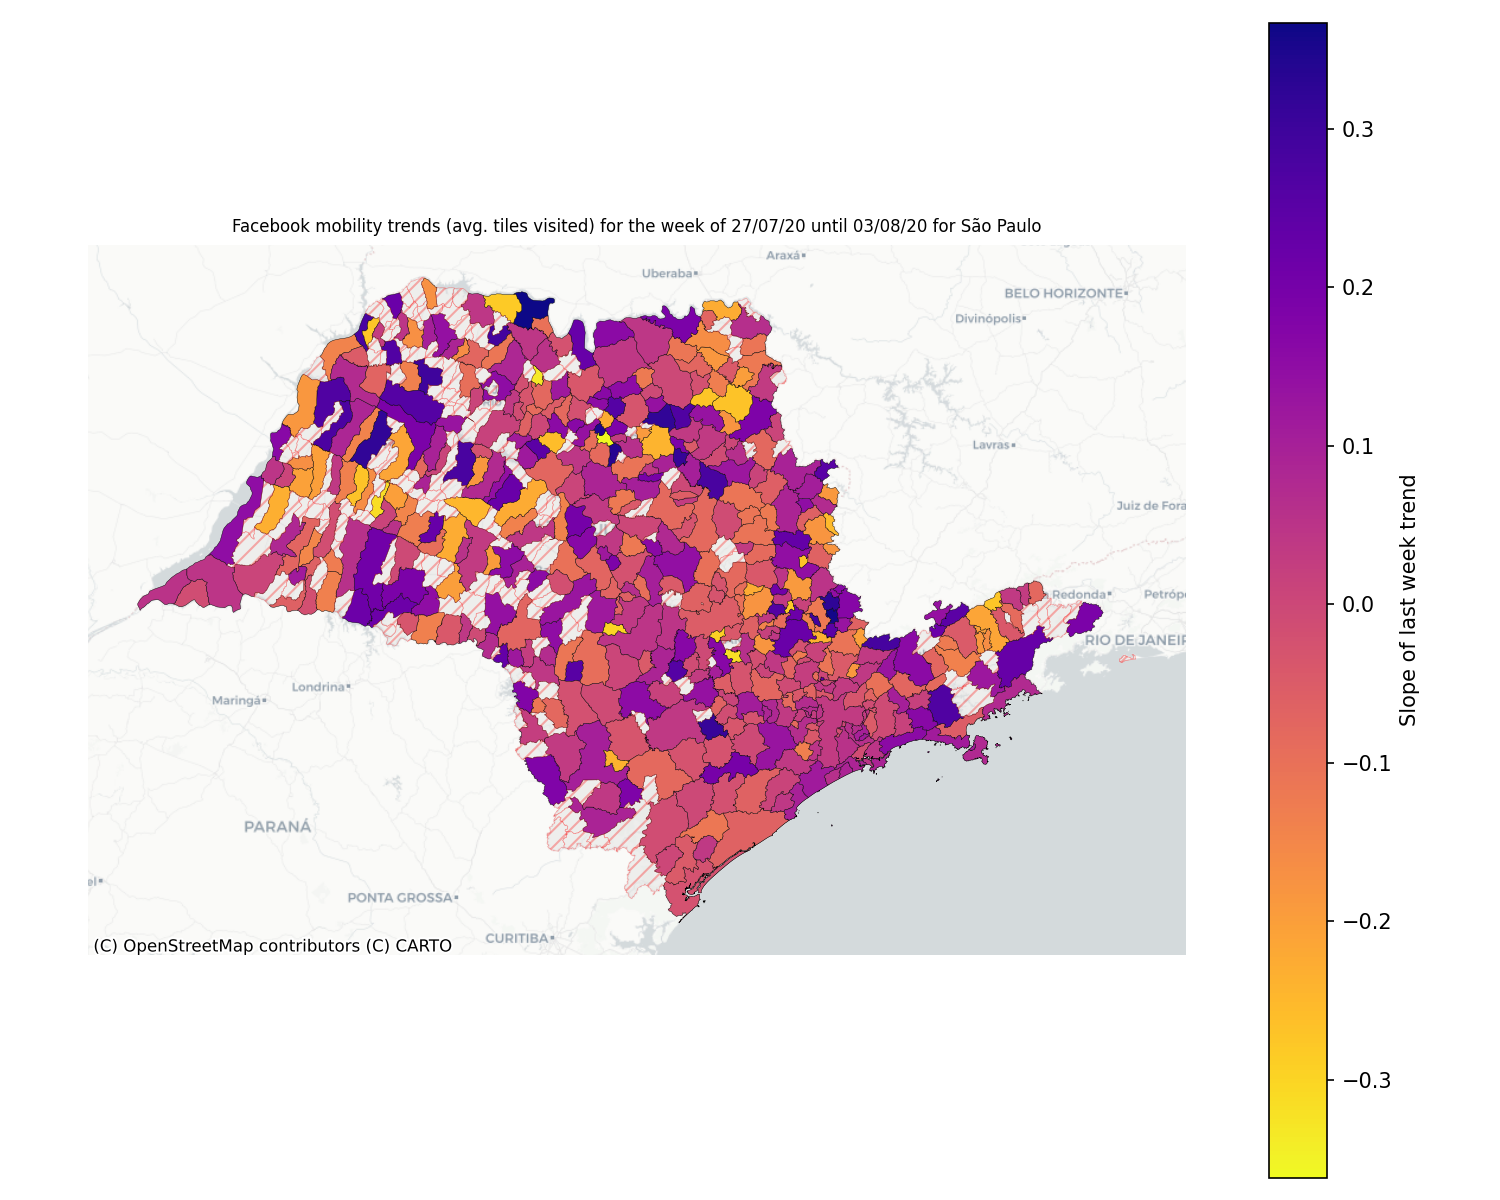 Facebook mobility trends (avg. tiles visited) for the week of 27/07/20 until 03/08/20 for São Paulo
Araxá
Uberaba
BELO HORIZONTE
Divinópolis
Lavras
Juiz de Fora
Redonda
Petróp
RIO DE JANEIR
Londrina
Maringá
PARANÁ
el
PONTA GROSSA
CURITIBA
(C) OpenStreetMap contributors (C) CARTO
0.3
0.2
0.1
0.0
−0.1
−0.2
−0.3
Slope of last week trend